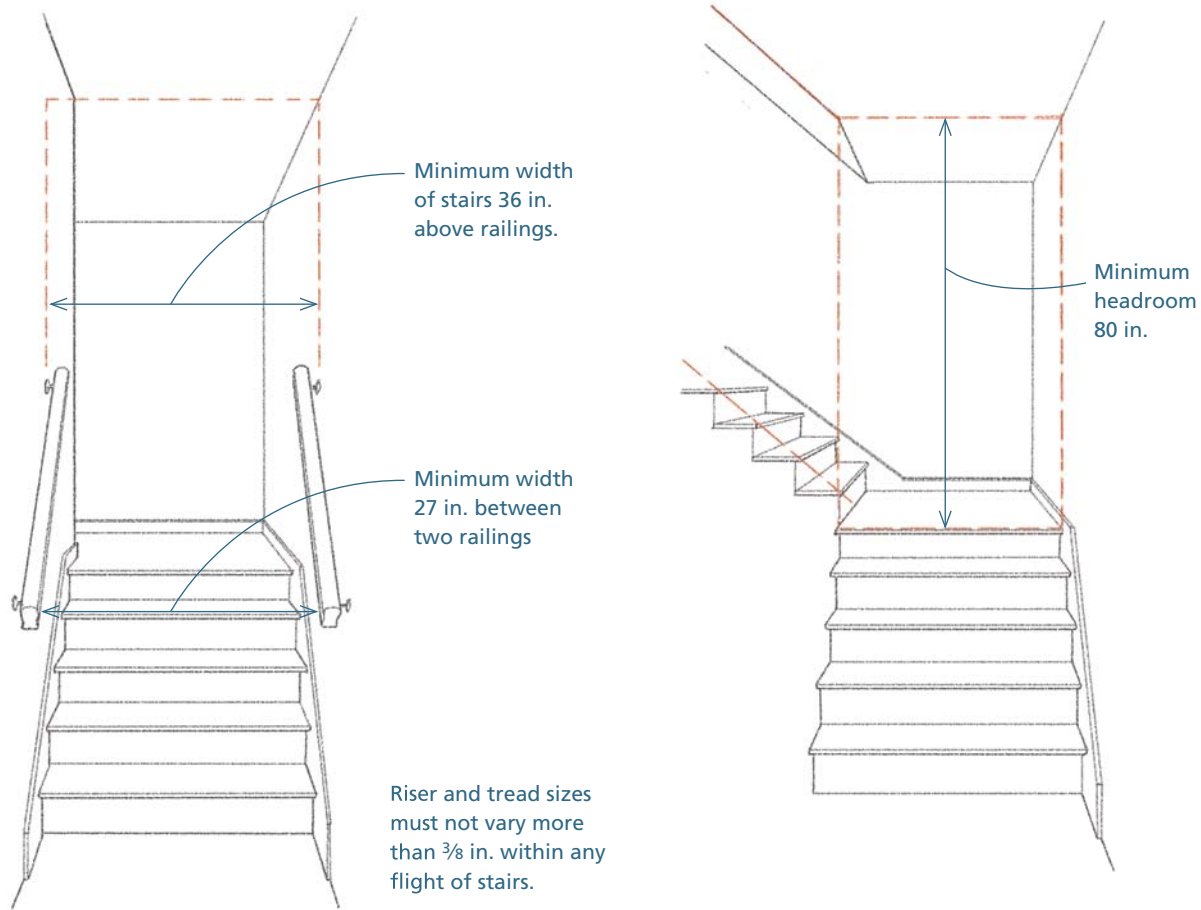 Minimum width
of stairs 36 in.
above railings.
Minimum width
27 in. between
two railings
Riser and tread sizes
must not vary more
than ⅜ in. within any
flight of stairs.
Minimum
headroom
80 in.